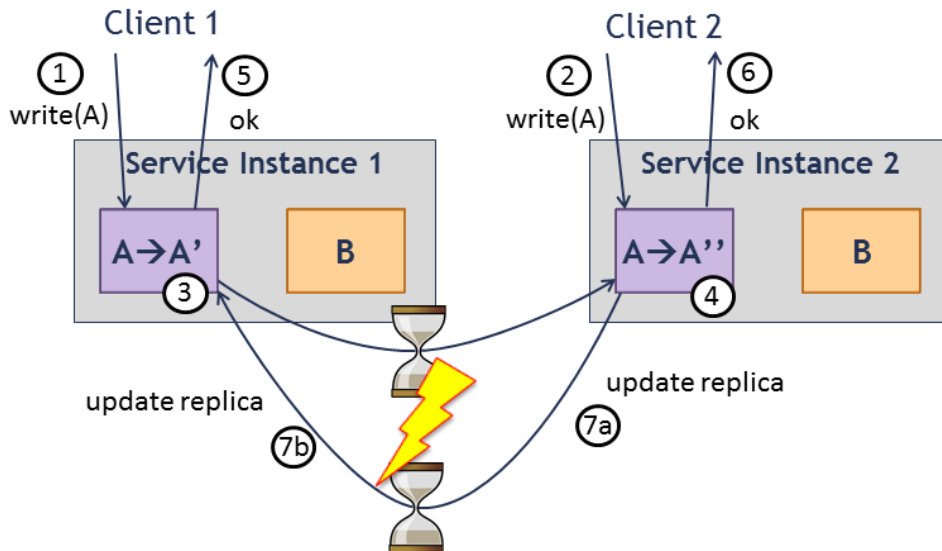 Client 1
Client 2
1
5
2
6
write(A)
ok
write(A)
ok
Service Instance 1
Service Instance 2
A→A'
B
A→A''
B
3
4
update replica
update replica
7b
7a